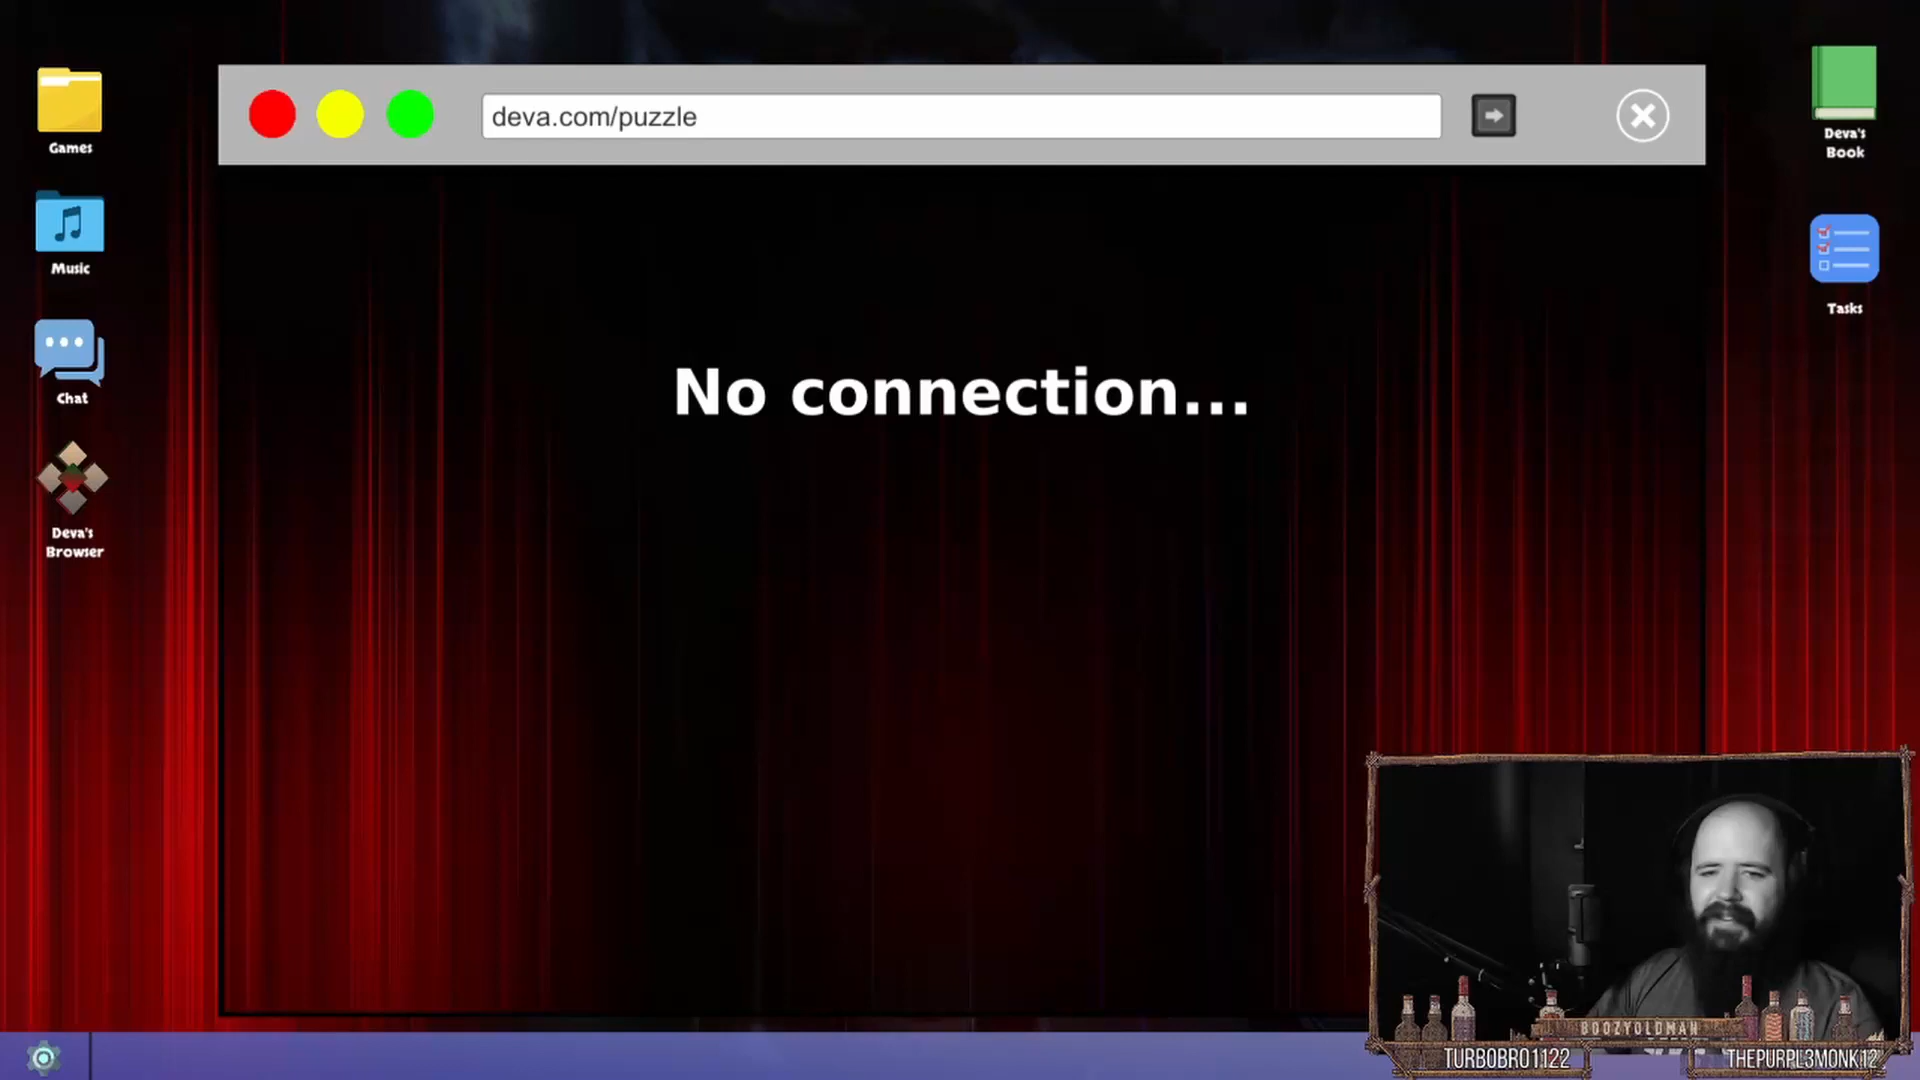 deva.com/puzzle
Games
Music
Chat
Deva's
Browser
Deva's
Book
Tasks
No connection...
BOOZYOLDMAN
TURBOBRO1122
THEPURPL3MONK12